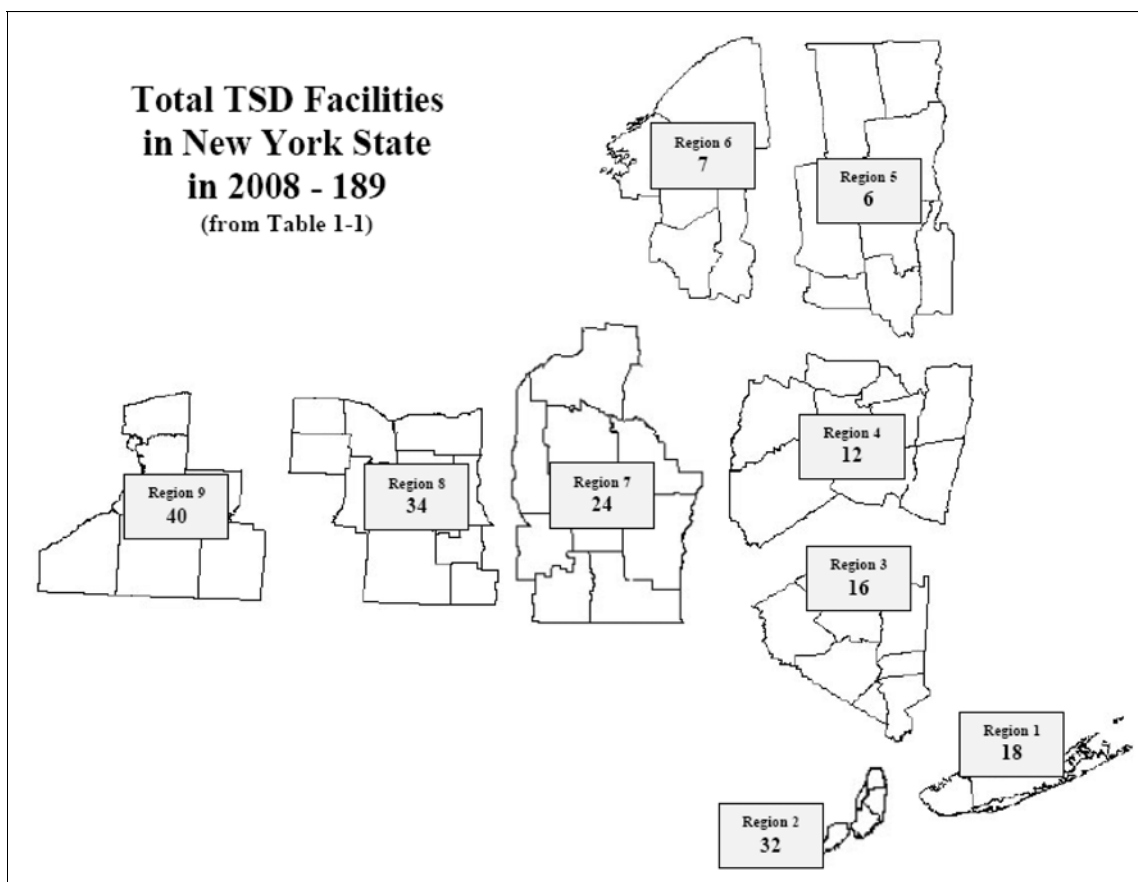 Total TSD Facilities
in New York State
in 2008 - 189
(from Table 1-1)
Region 6
7
Region 5
6
Region 9
40
Region 8
34
Region 7
24
Region 4
12
Region 3
16
Region 1
18
Region 2
32